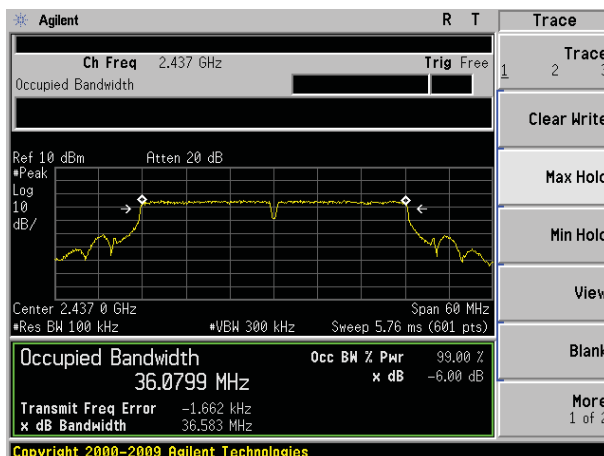 Agilent R T Trace
Ch Freq 2.437 GHz Trig Free
Occupied Bandwidth
Trace
1 2 3
Clear Write
Max Hold
Min Hold
View
Blank
More
1 of 2
Ref 10 dBm Atten 20 dB
#Peak
Log
10
dB/
Center 2.437 0 GHz Span 60 MHz
#Res BW 100 kHz #VBW 300 kHz Sweep 5.76 ms (601 pts)
Occupied Bandwidth Occ BW % Pwr 99.00 %
36.0799 MHz x dB -6.00 dB
Transmit Freq Error -1.662 kHz
x dB Bandwidth 36.583 MHz
Copyright 2000-2009 Agilent Technologies